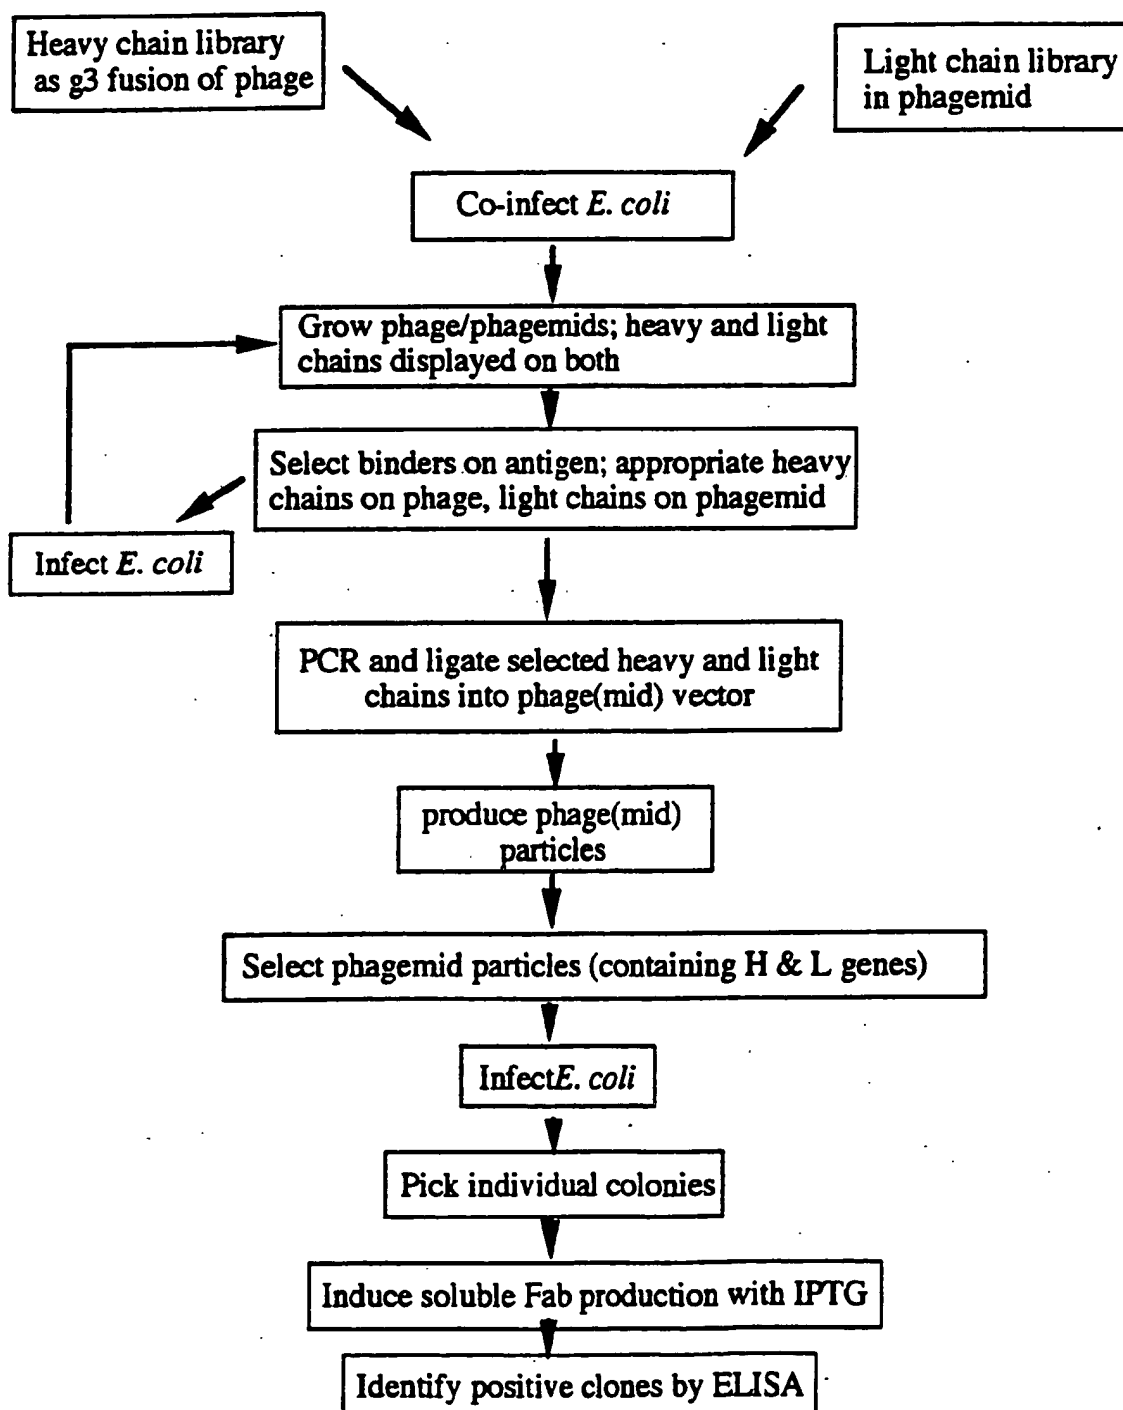 Heavy chain library
as g3 fusion of phage
Light chain library
in phagemid
Co-infect E. coli
Grow phage/phagemids; heavy and light
chains displayed on both
Select binders on antigen; appropriate heavy
chains on phage, light chains on phagemid
Infect E. coli
PCR and ligate selected heavy and light
chains into phage(mid) vector
produce phage(mid)
particles
Select phagemid particles (containing H & L genes)
InfectE. coli
Pick individual colonies
Induce soluble Fab production with IPTG
Identify positive clones by ELISA